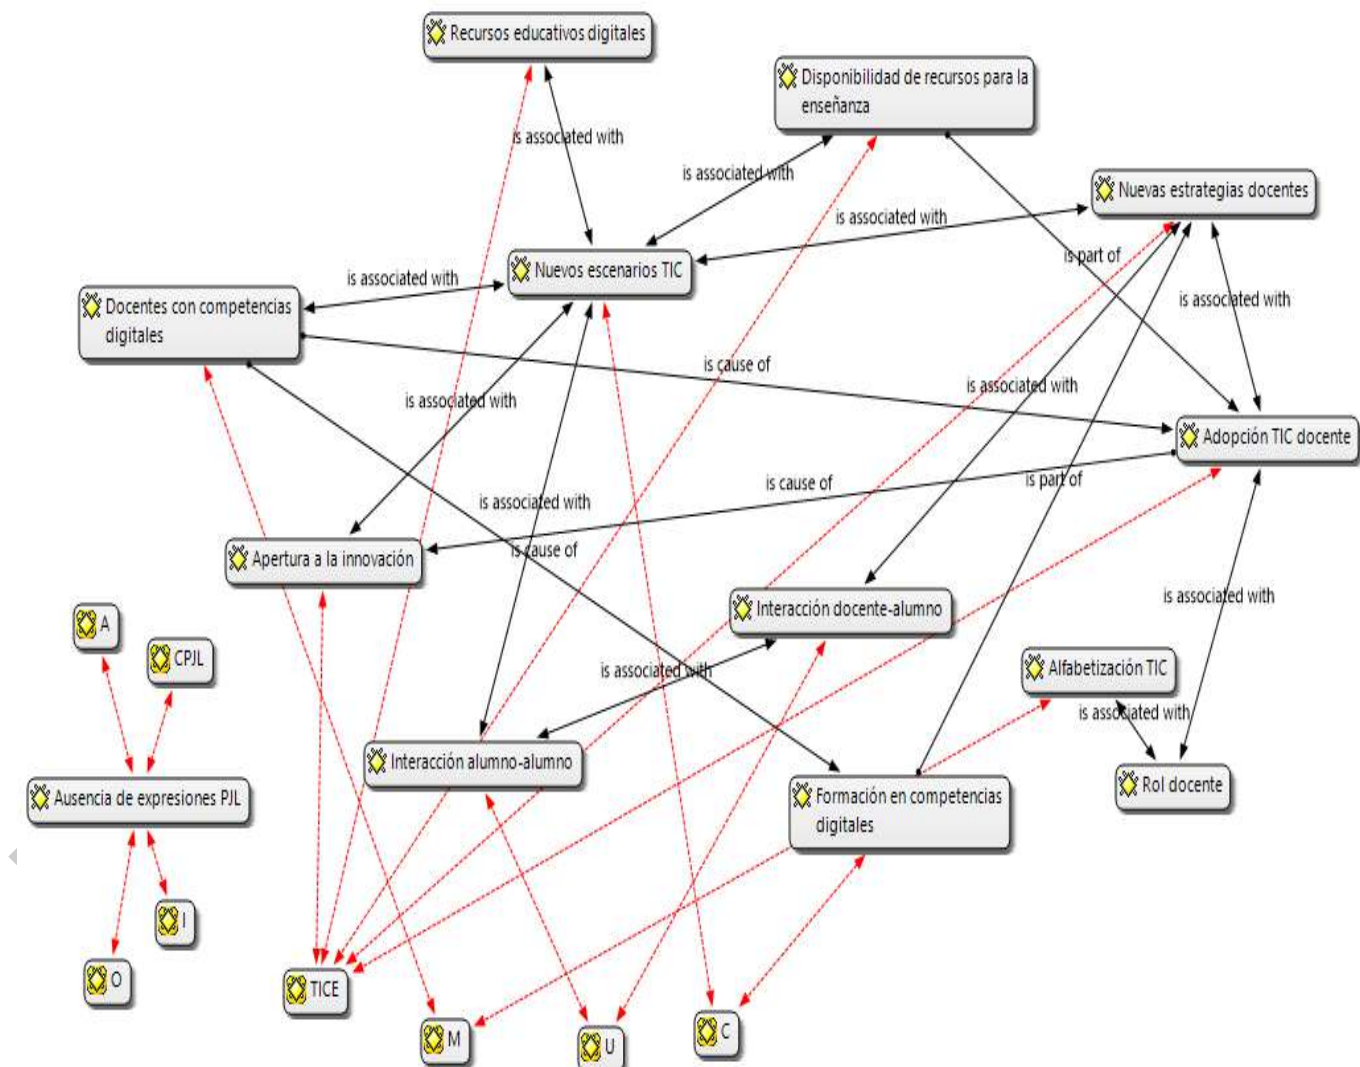 Recursos educativos digitales
Disponibilidad de recursos para la
enseñanza
is associated with
is associated with
Nuevas estrategias docentes
is associated with
is part of
Nuevos escenarios TIC
is associated with
is associated with
Docentes con competencias
digitales
is cause of
is associated with
is associated with
Adopción TIC docente
is cause of
is part of
is associated with
is cause of
Apertura a la innovación
Interacción docente-alumno
is associated with
A
CPJL
is associated with
Alfabetización TIC
is associated with
Interacción alumno-alumno
Ausencia de expresiones PJL
Formación en competencias
digitales
Rol docente
I
O
TICE
M
U
C